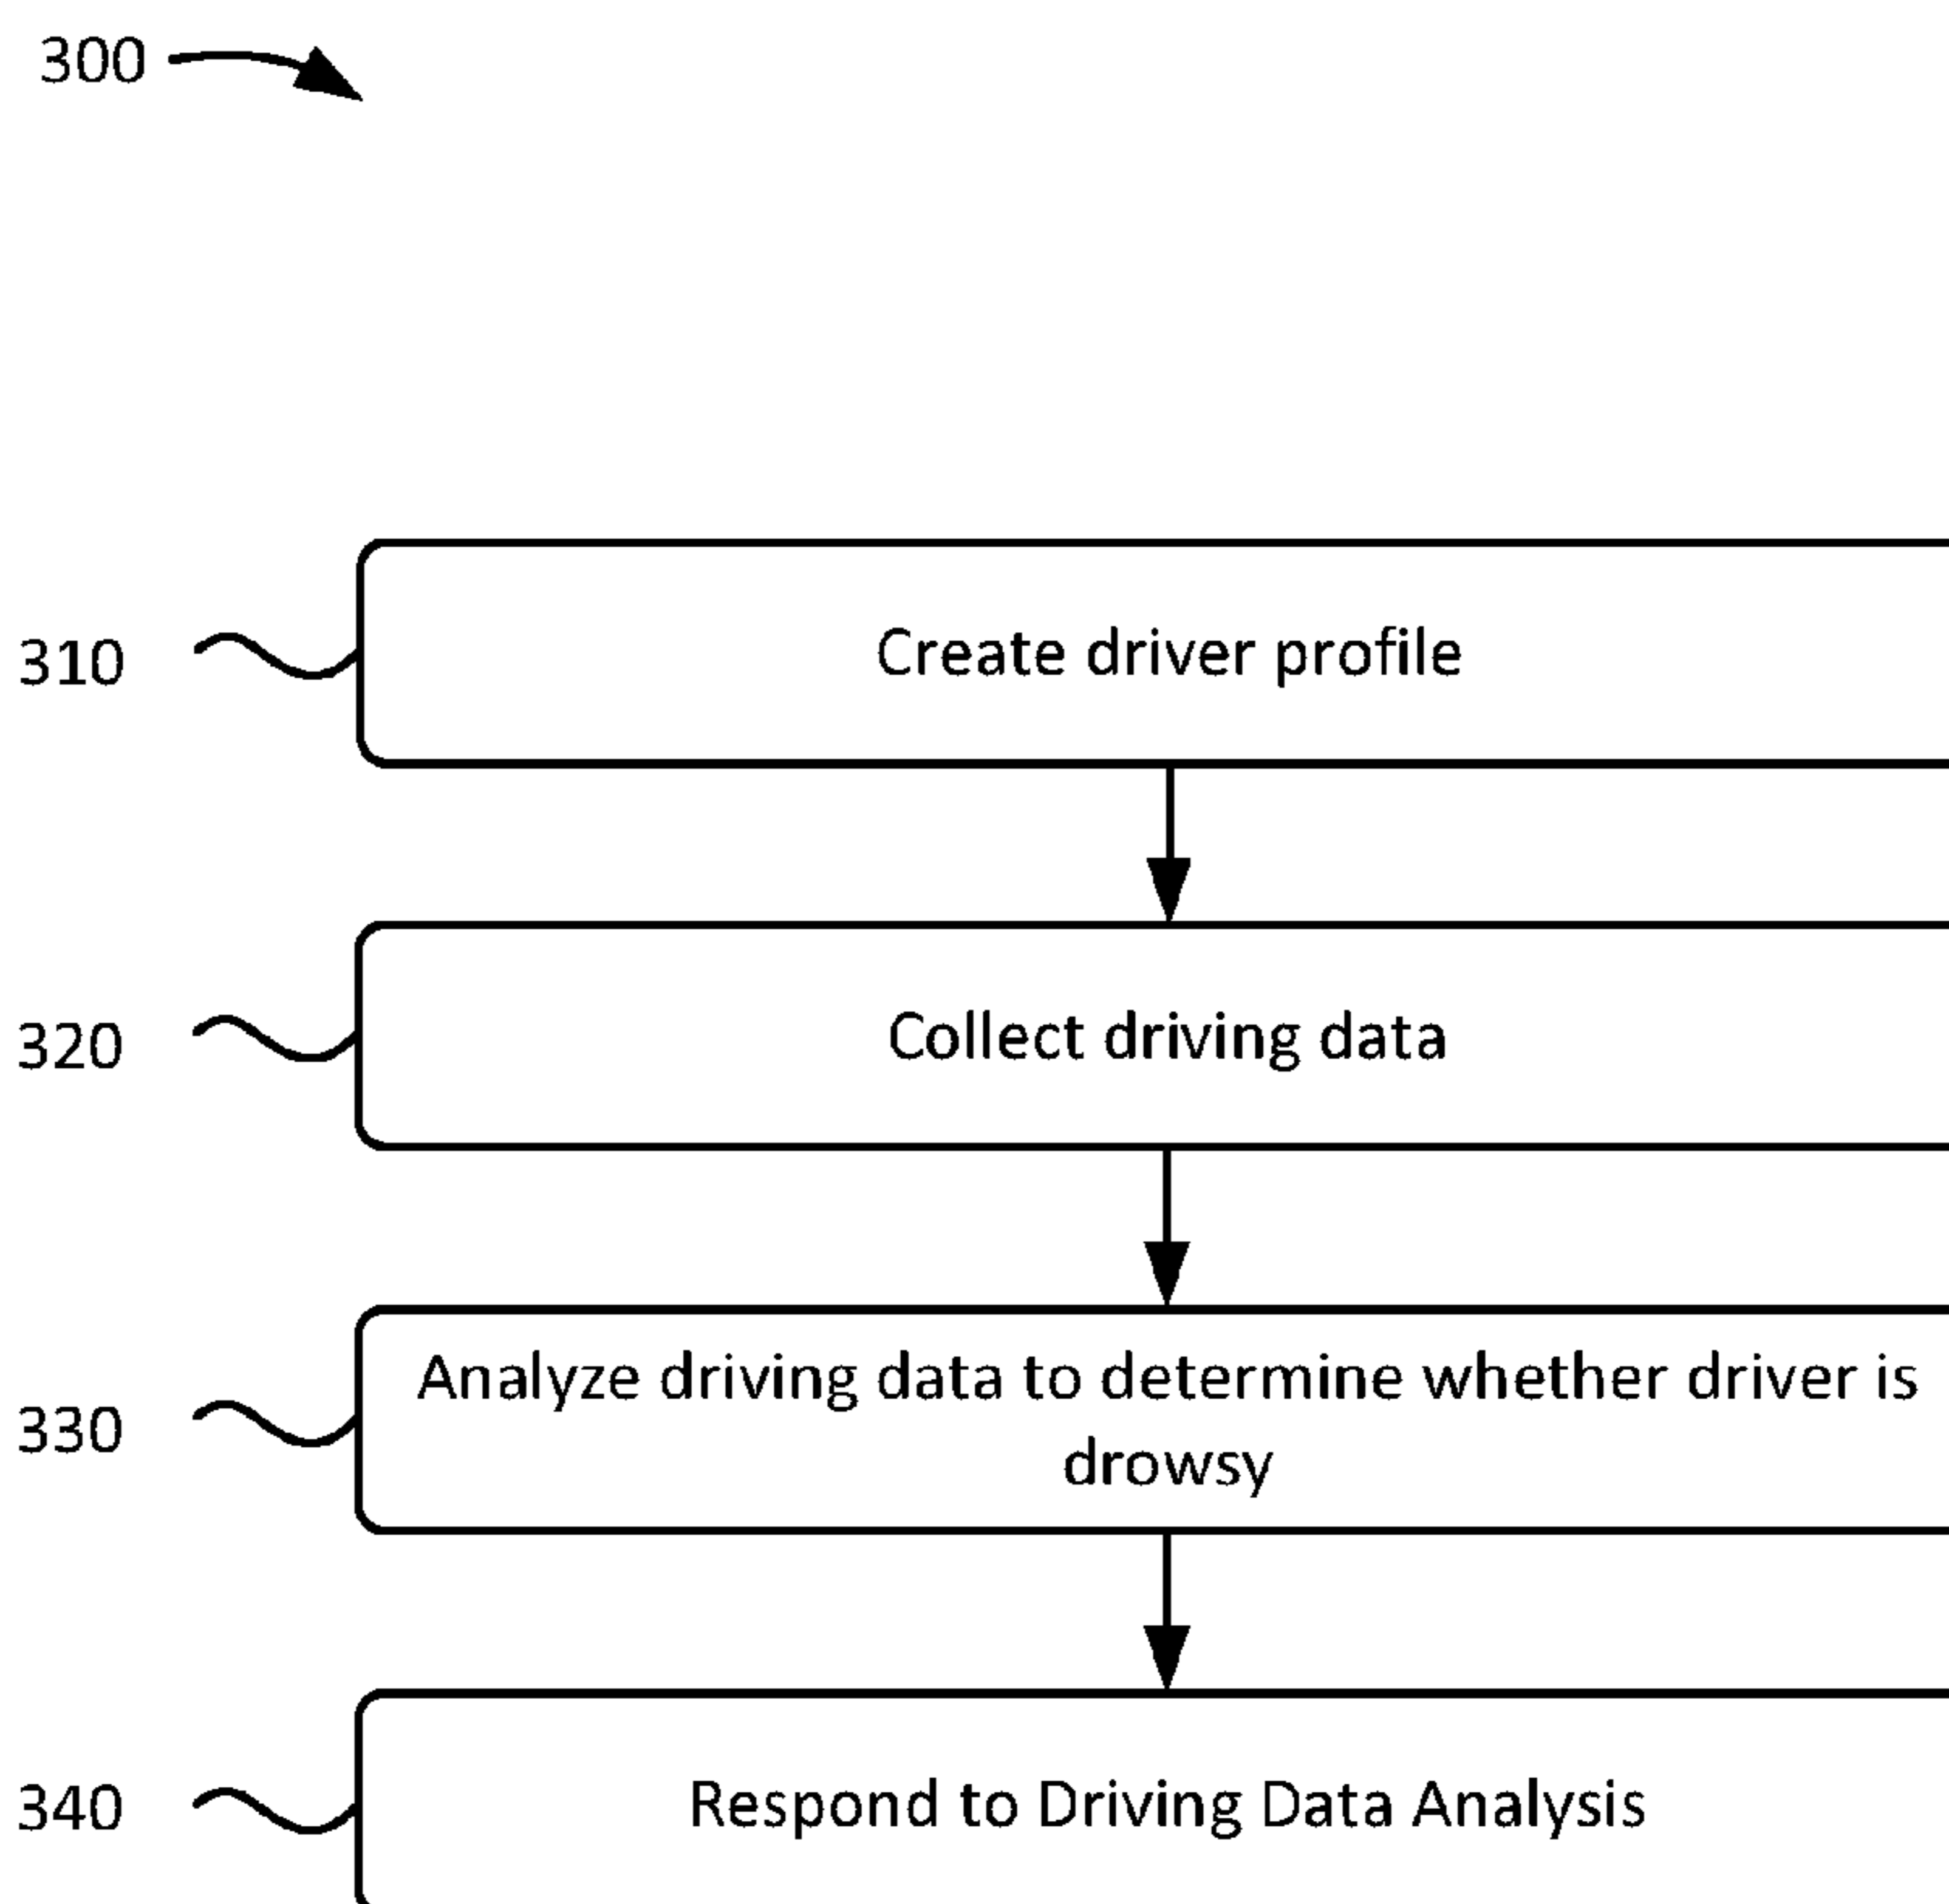 300
310
Create driver profile
320
Collect driving data
330
Analyze driving data to determine whether driver is
drowsy
340
Respond to Driving Data Analysis